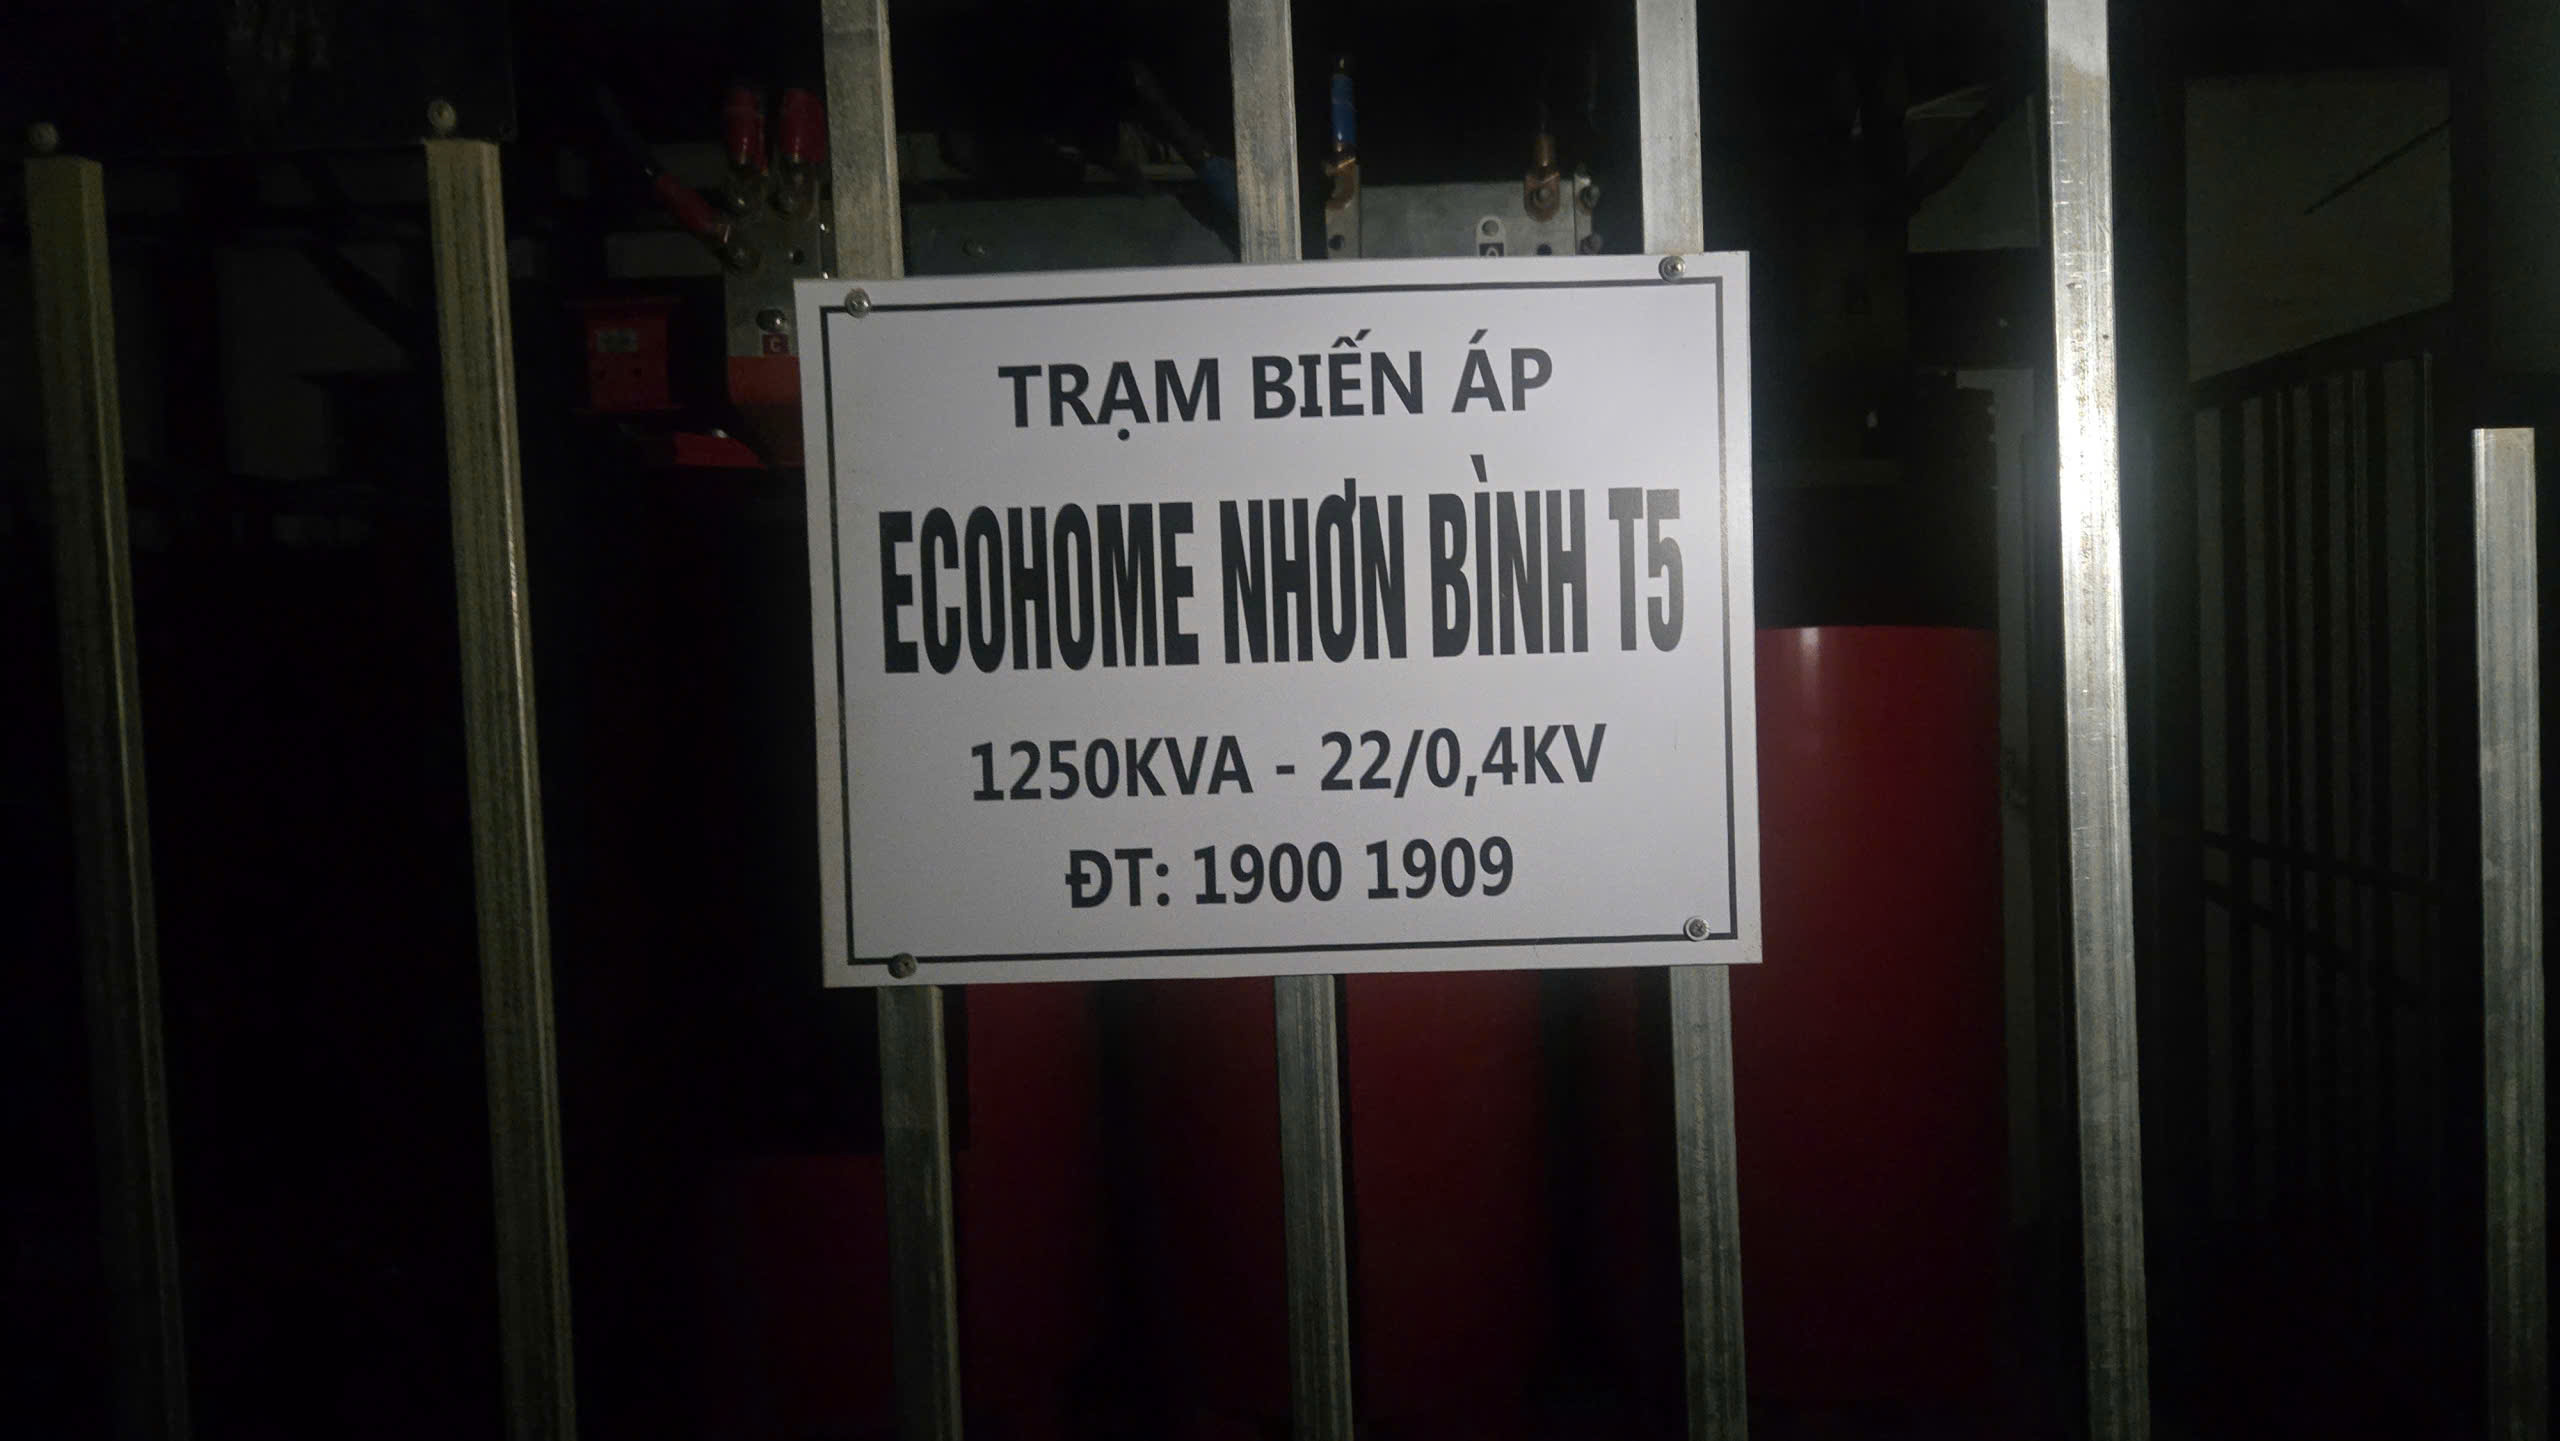 TRẠM BIẾN ÁP
ECOHOME NHƠN BÌNH T5
1250KVA - 22/0,4KV
ĐT: 1900 1909
C